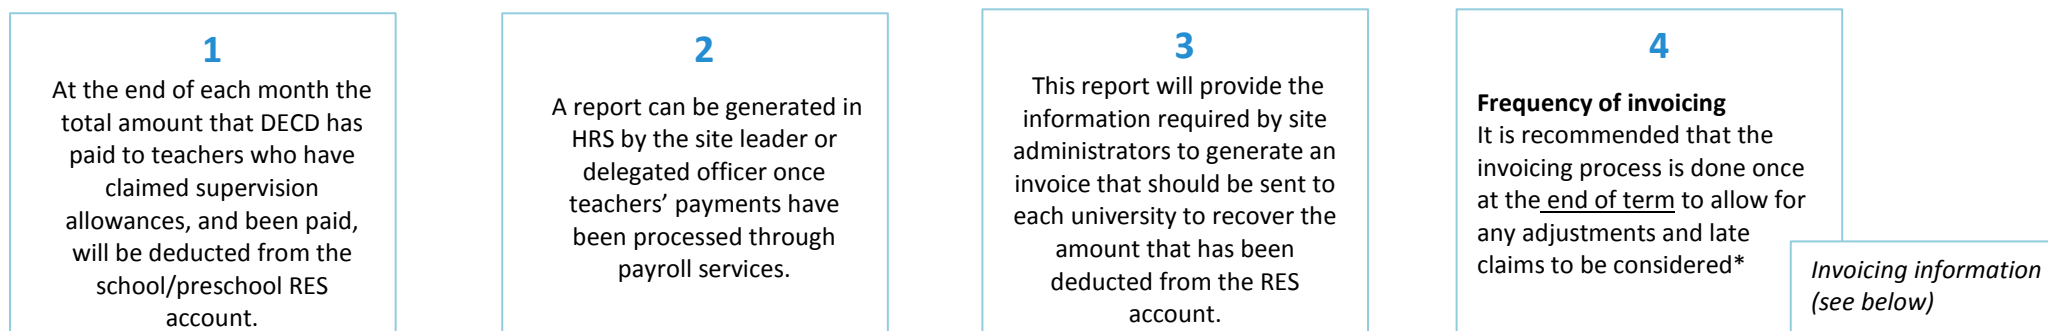 1
At the end of each month the
total amount that DECD has
paid to teachers who have
claimed supervision
allowances, and been paid,
will be deducted from the
school/preschool RES
account.
2
A report can be generated in
HRS by the site leader or
delegated officer once
teachers’ payments have
been processed through
payroll services.
3
This report will provide the
information required by site
administrators to generate an
invoice that should be sent to
each university to recover the
amount that has been
deducted from the RES
account.
4
Frequency of invoicing
It is recommended that the
invoicing process is done once
at the end of term to allow for
any adjustments and late
claims to be considered*
Invoicing information
(see below)